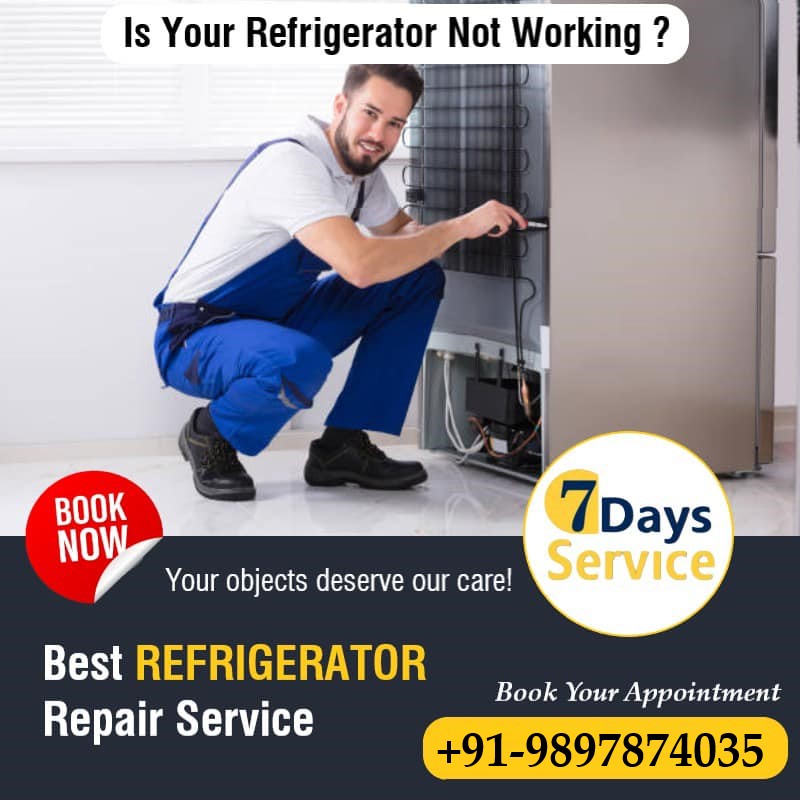 Is Your Refrigerator Not Working ?
BOOK
NOW
7Days
Service
Your objects deserve our care!
Best REFRIGERATOR
Repair Service
Book Your Appointment
+91-9897874035